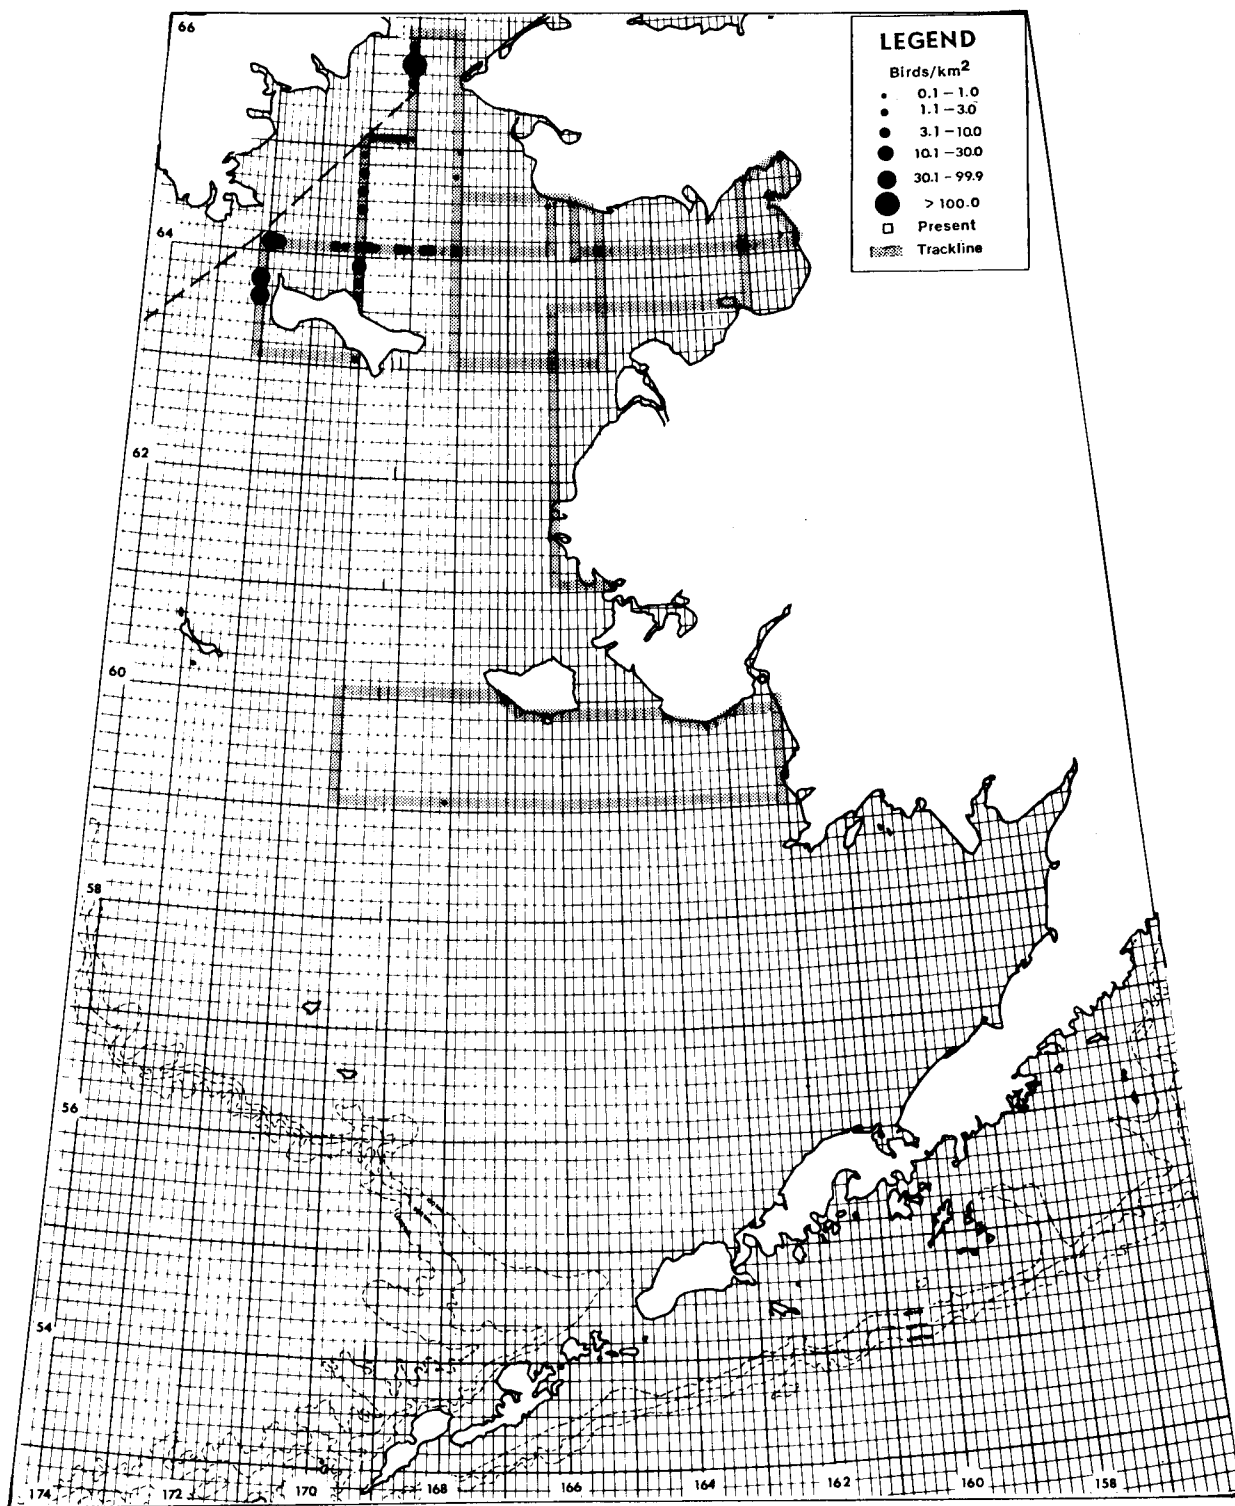 66
LEGEND
Birds/km2
0.1 – 1.0
1.1 – 3.0
3.1 – 10.0
10.1 – 30.0
30.1 – 99.9
> 100.0
Present
Trackline
64
62
60
58
56
54
174 172 170 168 166 164 162 160 158